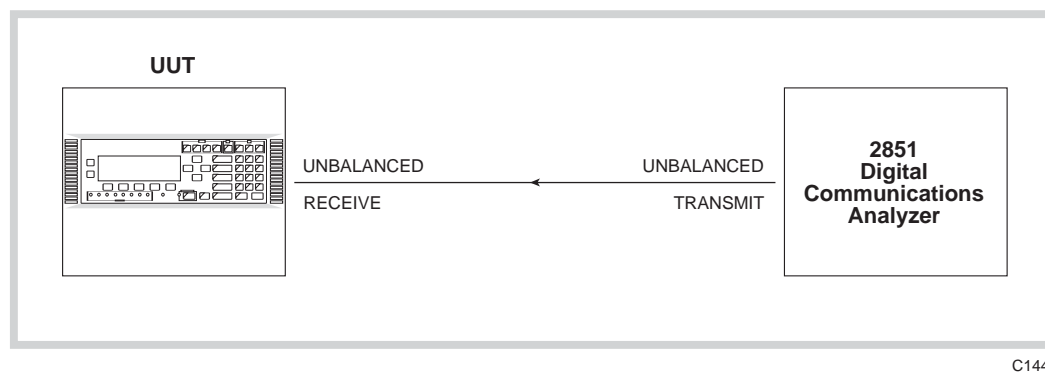 UUT
UNBALANCED
RECEIVE
UNBALANCED
TRANSMIT
2851
Digital
Communications
Analyzer